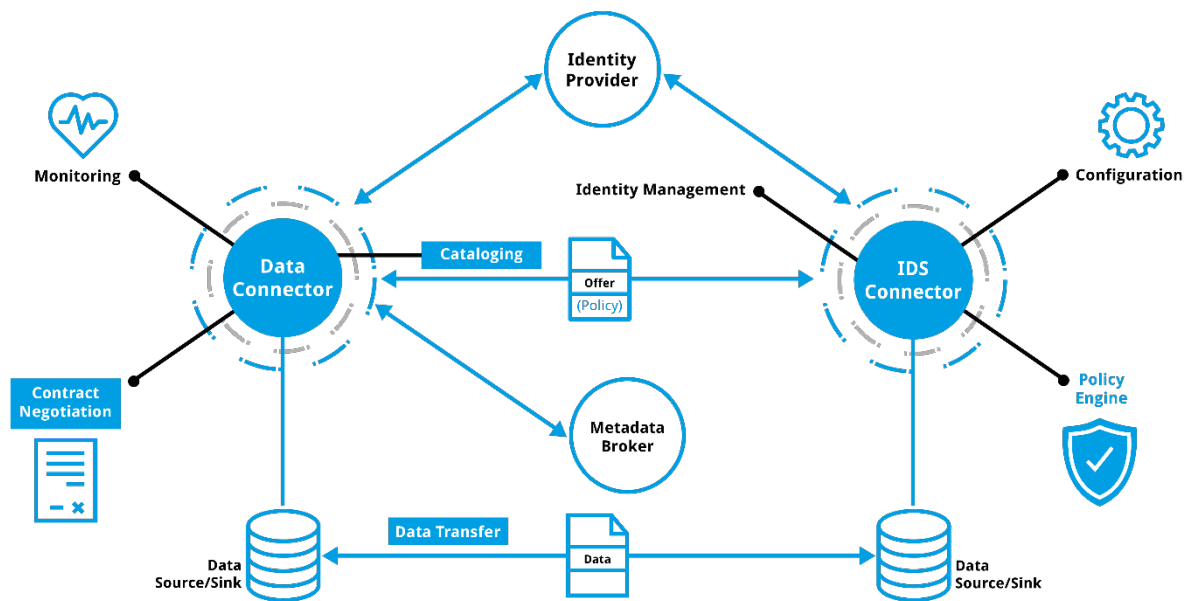 Identity
Provider
Monitoring
Identity Management
Configuration
Cataloging
Data
Connector
Offer
(Policy)
IDS
Connector
Contract
Negotiation
Policy
Engine
Metadata
Broker
Data Transfer
Data
Source/Sink
Data
Data
Source/Sink